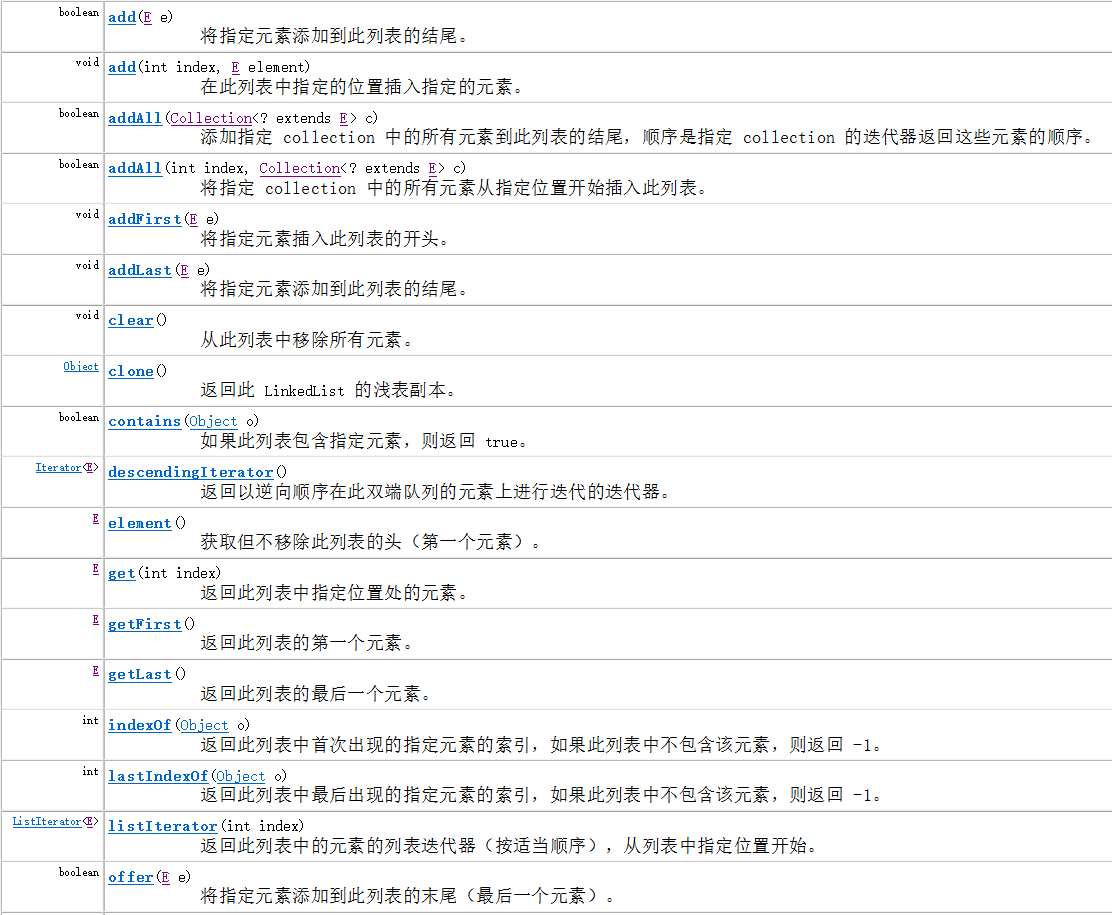 boolean add(E e)
将指定元素添加到此列表的结尾。
void add(int index, E element)
在此列表中指定的位置插入指定的元素。
boolean addAll(Collection<? extends E> c)
添加指定 collection 中的所有元素到此列表的结尾，顺序是指定 collection 的迭代器返回这些元素的顺序。
boolean addAll(int index, Collection<? extends E> c)
将指定 collection 中的所有元素从指定位置开始插入此列表。
void addFirst(E e)
将指定元素插入此列表的开头。
void addLast(E e)
将指定元素添加到此列表的结尾。
void clear()
从此列表中移除所有元素。
Object clone()
返回此 LinkedList 的浅表副本。
boolean contains(Object o)
如果此列表包含指定元素，则返回 true。
Iterator<E> descendingIterator()
返回以逆向顺序在此双端队列的元素上进行迭代的迭代器。
E element()
获取但不移除此列表的头（第一个元素）。
E get(int index)
返回此列表中指定位置处的元素。
E getFirst()
返回此列表的第一个元素。
E getLast()
返回此列表的最后一个元素。
int indexOf(Object o)
返回此列表中首次出现的指定元素的索引，如果此列表中不包含该元素，则返回 -1。
int lastIndexOf(Object o)
返回此列表中最后出现的指定元素的索引，如果此列表中不包含该元素，则返回 -1。
ListIterator<E> listIterator(int index)
返回此列表中的元素的列表迭代器（按适当顺序），从列表中指定位置开始。
boolean offer(E e)
将指定元素添加到此列表的末尾（最后一个元素）。